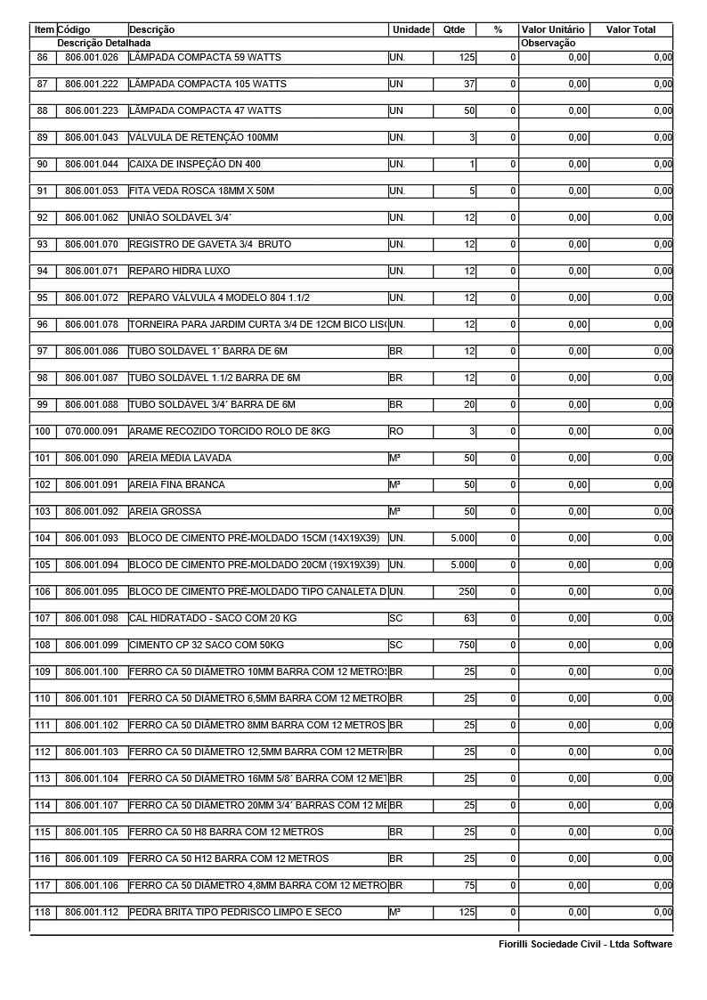 Item Código Descrição Unidade Qtde % Valor Unitário Valor Total
Descrição Detalhada Observação
86 806.001.026 LÂMPADA COMPACTA 59 WATTS UN. 125 0 0,00 0,00
87 806.001.222 LÂMPADA COMPACTA 105 WATTS UN 37 0 0,00 0,00
88 806.001.223 LÂMPADA COMPACTA 47 WATTS UN 50 0 0,00 0,00
89 806.001.043 VÁLVULA DE RETENÇÃO 100MM UN. 3 0 0,00 0,00
90 806.001.044 CAIXA DE INSPEÇÃO DN 400 UN. 1 0 0,00 0,00
91 806.001.053 FITA VEDA ROSCA 18MM X 50M UN. 5 0 0,00 0,00
92 806.001.062 UNIÃO SOLDÁVEL 3/4´ UN. 12 0 0,00 0,00
93 806.001.070 REGISTRO DE GAVETA 3/4 BRUTO UN. 12 0 0,00 0,00
94 806.001.071 REPARO HIDRA LUXO UN. 12 0 0,00 0,00
95 806.001.072 REPARO VÁLVULA 4 MODELO 804 1.1/2 UN. 12 0 0,00 0,00
96 806.001.078 TORNEIRA PARA JARDIM CURTA 3/4 DE 12CM BICO LISO UN. 12 0 0,00 0,00
97 806.001.086 TUBO SOLDÁVEL 1´ BARRA DE 6M BR 12 0 0,00 0,00
98 806.001.087 TUBO SOLDÁVEL 1.1/2 BARRA DE 6M BR 12 0 0,00 0,00
99 806.001.088 TUBO SOLDÁVEL 3/4´ BARRA DE 6M BR 20 0 0,00 0,00
100 070.000.091 ARAME RECOZIDO TORCIDO ROLO DE 8KG RO 3 0 0,00 0,00
101 806.001.090 AREIA MÉDIA LAVADA M³ 50 0 0,00 0,00
102 806.001.091 AREIA FINA BRANCA M³ 50 0 0,00 0,00
103 806.001.092 AREIA GROSSA M³ 50 0 0,00 0,00
104 806.001.093 BLOCO DE CIMENTO PRÉ-MOLDADO 15CM (14X19X39) UN. 5.000 0 0,00 0,00
105 806.001.094 BLOCO DE CIMENTO PRÉ-MOLDADO 20CM (19X19X39) UN. 5.000 0 0,00 0,00
106 806.001.095 BLOCO DE CIMENTO PRÉ-MOLDADO TIPO CANALETA D UN. 250 0 0,00 0,00
107 806.001.098 CAL HIDRATADO - SACO COM 20 KG SC 63 0 0,00 0,00
108 806.001.099 CIMENTO CP 32 SACO COM 50KG SC 750 0 0,00 0,00
109 806.001.100 FERRO CA 50 DIÂMETRO 10MM BARRA COM 12 METROS BR 25 0 0,00 0,00
110 806.001.101 FERRO CA 50 DIÂMETRO 6,5MM BARRA COM 12 METRO BR 25 0 0,00 0,00
111 806.001.102 FERRO CA 50 DIÂMETRO 8MM BARRA COM 12 METROS BR 25 0 0,00 0,00
112 806.001.103 FERRO CA 50 DIÂMETRO 12,5MM BARRA COM 12 METR BR 25 0 0,00 0,00
113 806.001.104 FERRO CA 50 DIÂMETRO 16MM 5/8´ BARRA COM 12 MET BR 25 0 0,00 0,00
114 806.001.107 FERRO CA 50 DIÂMETRO 20MM 3/4´ BARRAS COM 12 ME BR 25 0 0,00 0,00
115 806.001.105 FERRO CA 50 H8 BARRA COM 12 METROS BR 25 0 0,00 0,00
116 806.001.109 FERRO CA 50 H12 BARRA COM 12 METROS BR 25 0 0,00 0,00
117 806.001.106 FERRO CA 50 DIÂMETRO 4,8MM BARRA COM 12 METRO BR 75 0 0,00 0,00
118 806.001.112 PEDRA BRITA TIPO PEDRISCO LIMPO E SECO M³ 125 0 0,00 0,00
Fiorilli Sociedade Civil - Ltda Software